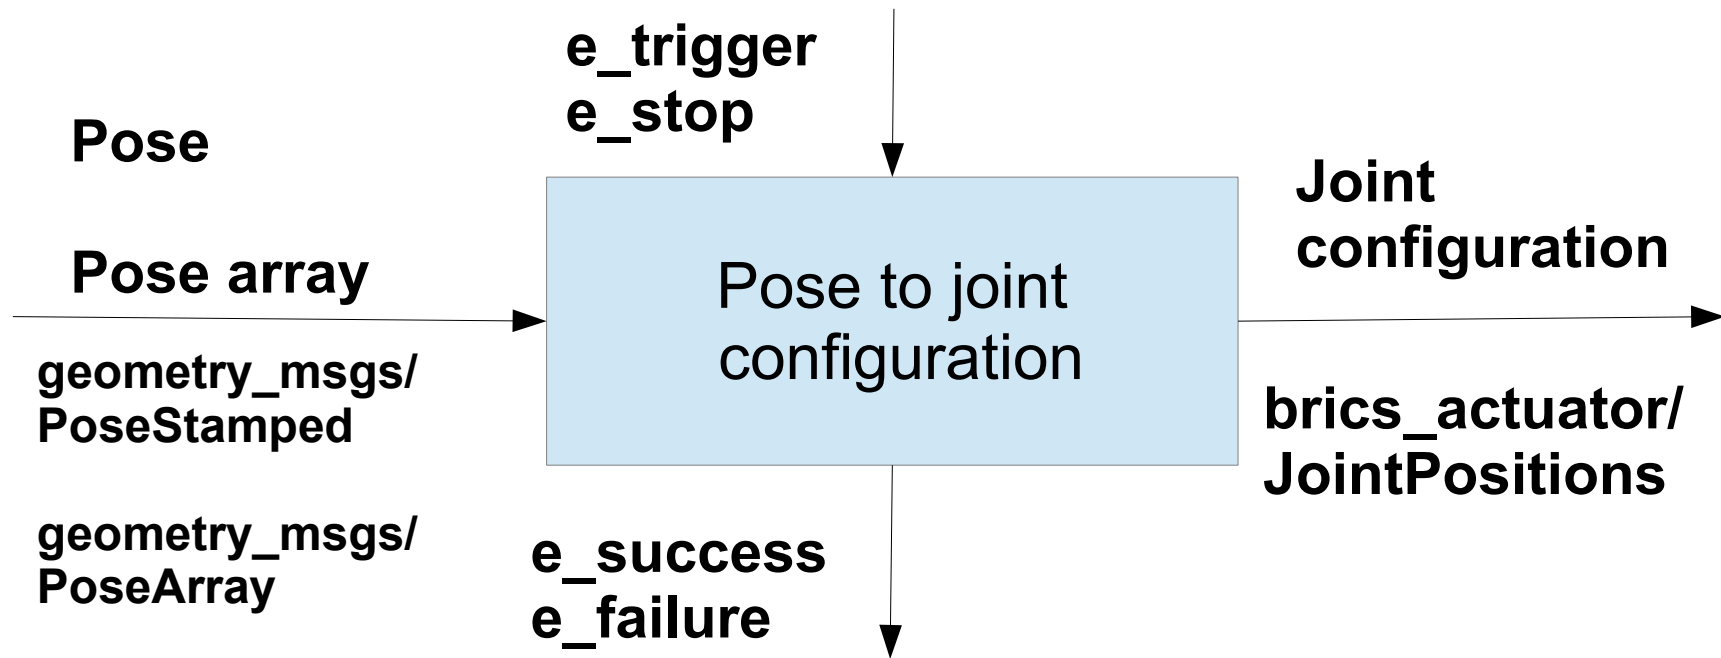 e_trigger
e_stop
Pose
Pose array
geometry_msgs/
PoseStamped
geometry_msgs/
PoseArray
Pose to joint
configuration
Joint
configuration
brics_actuator/
JointPositions
e_success
e_failure